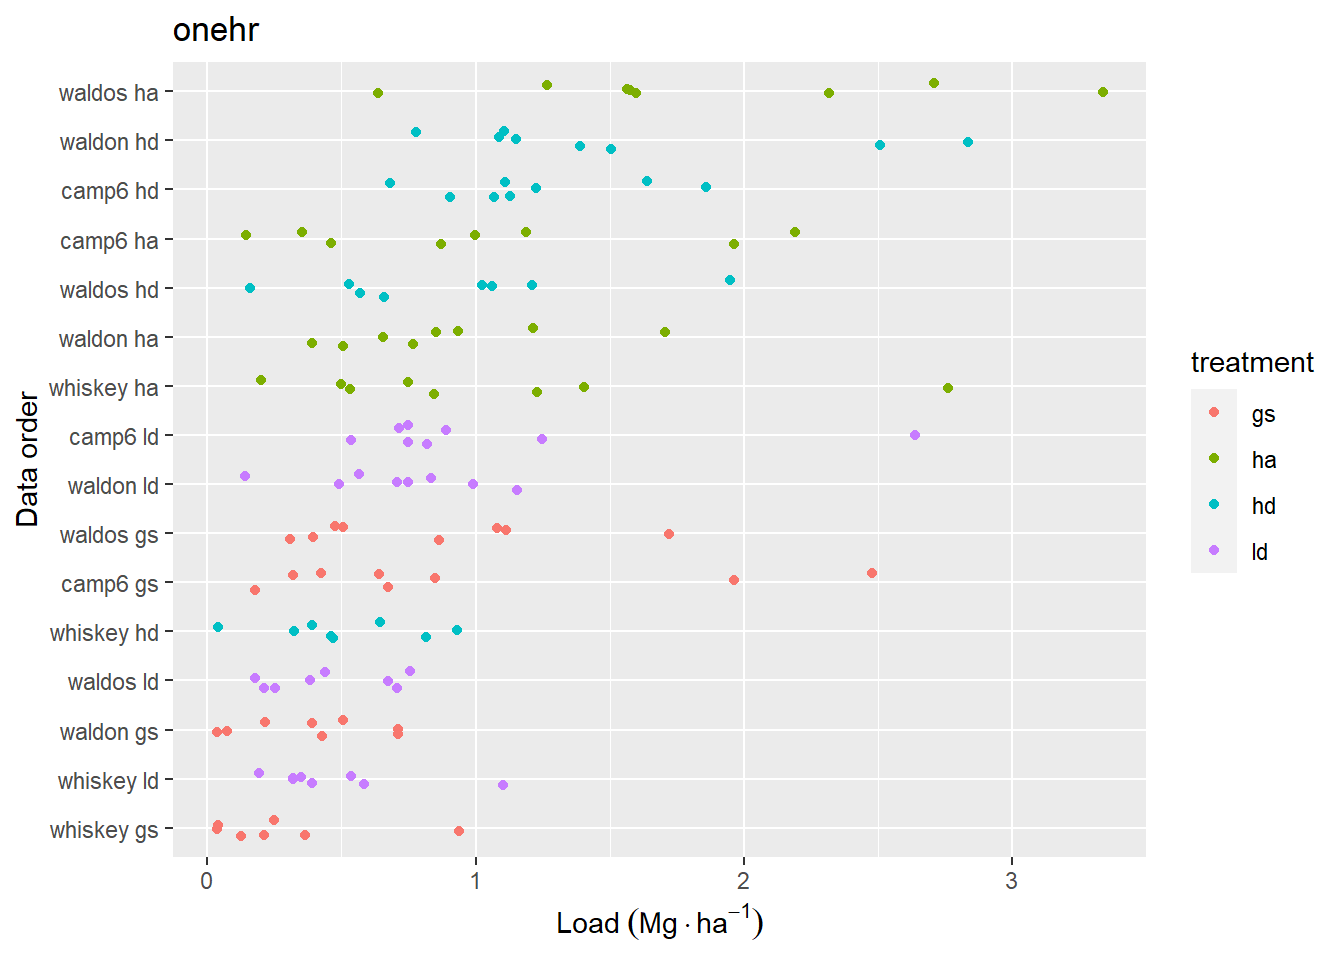 onehr
waldos ha
waldon hd
camp6 hd
camp6 ha
waldos hd
waldon ha
whiskey ha
camp6 ld
waldon ld
waldos gs
camp6 gs
whiskey hd
waldos ld
waldon gs
whiskey ld
whiskey gs
Data order
0 1 2 3
Load (Mg · ha⁻¹)
treatment
gs
ha
hd
ld